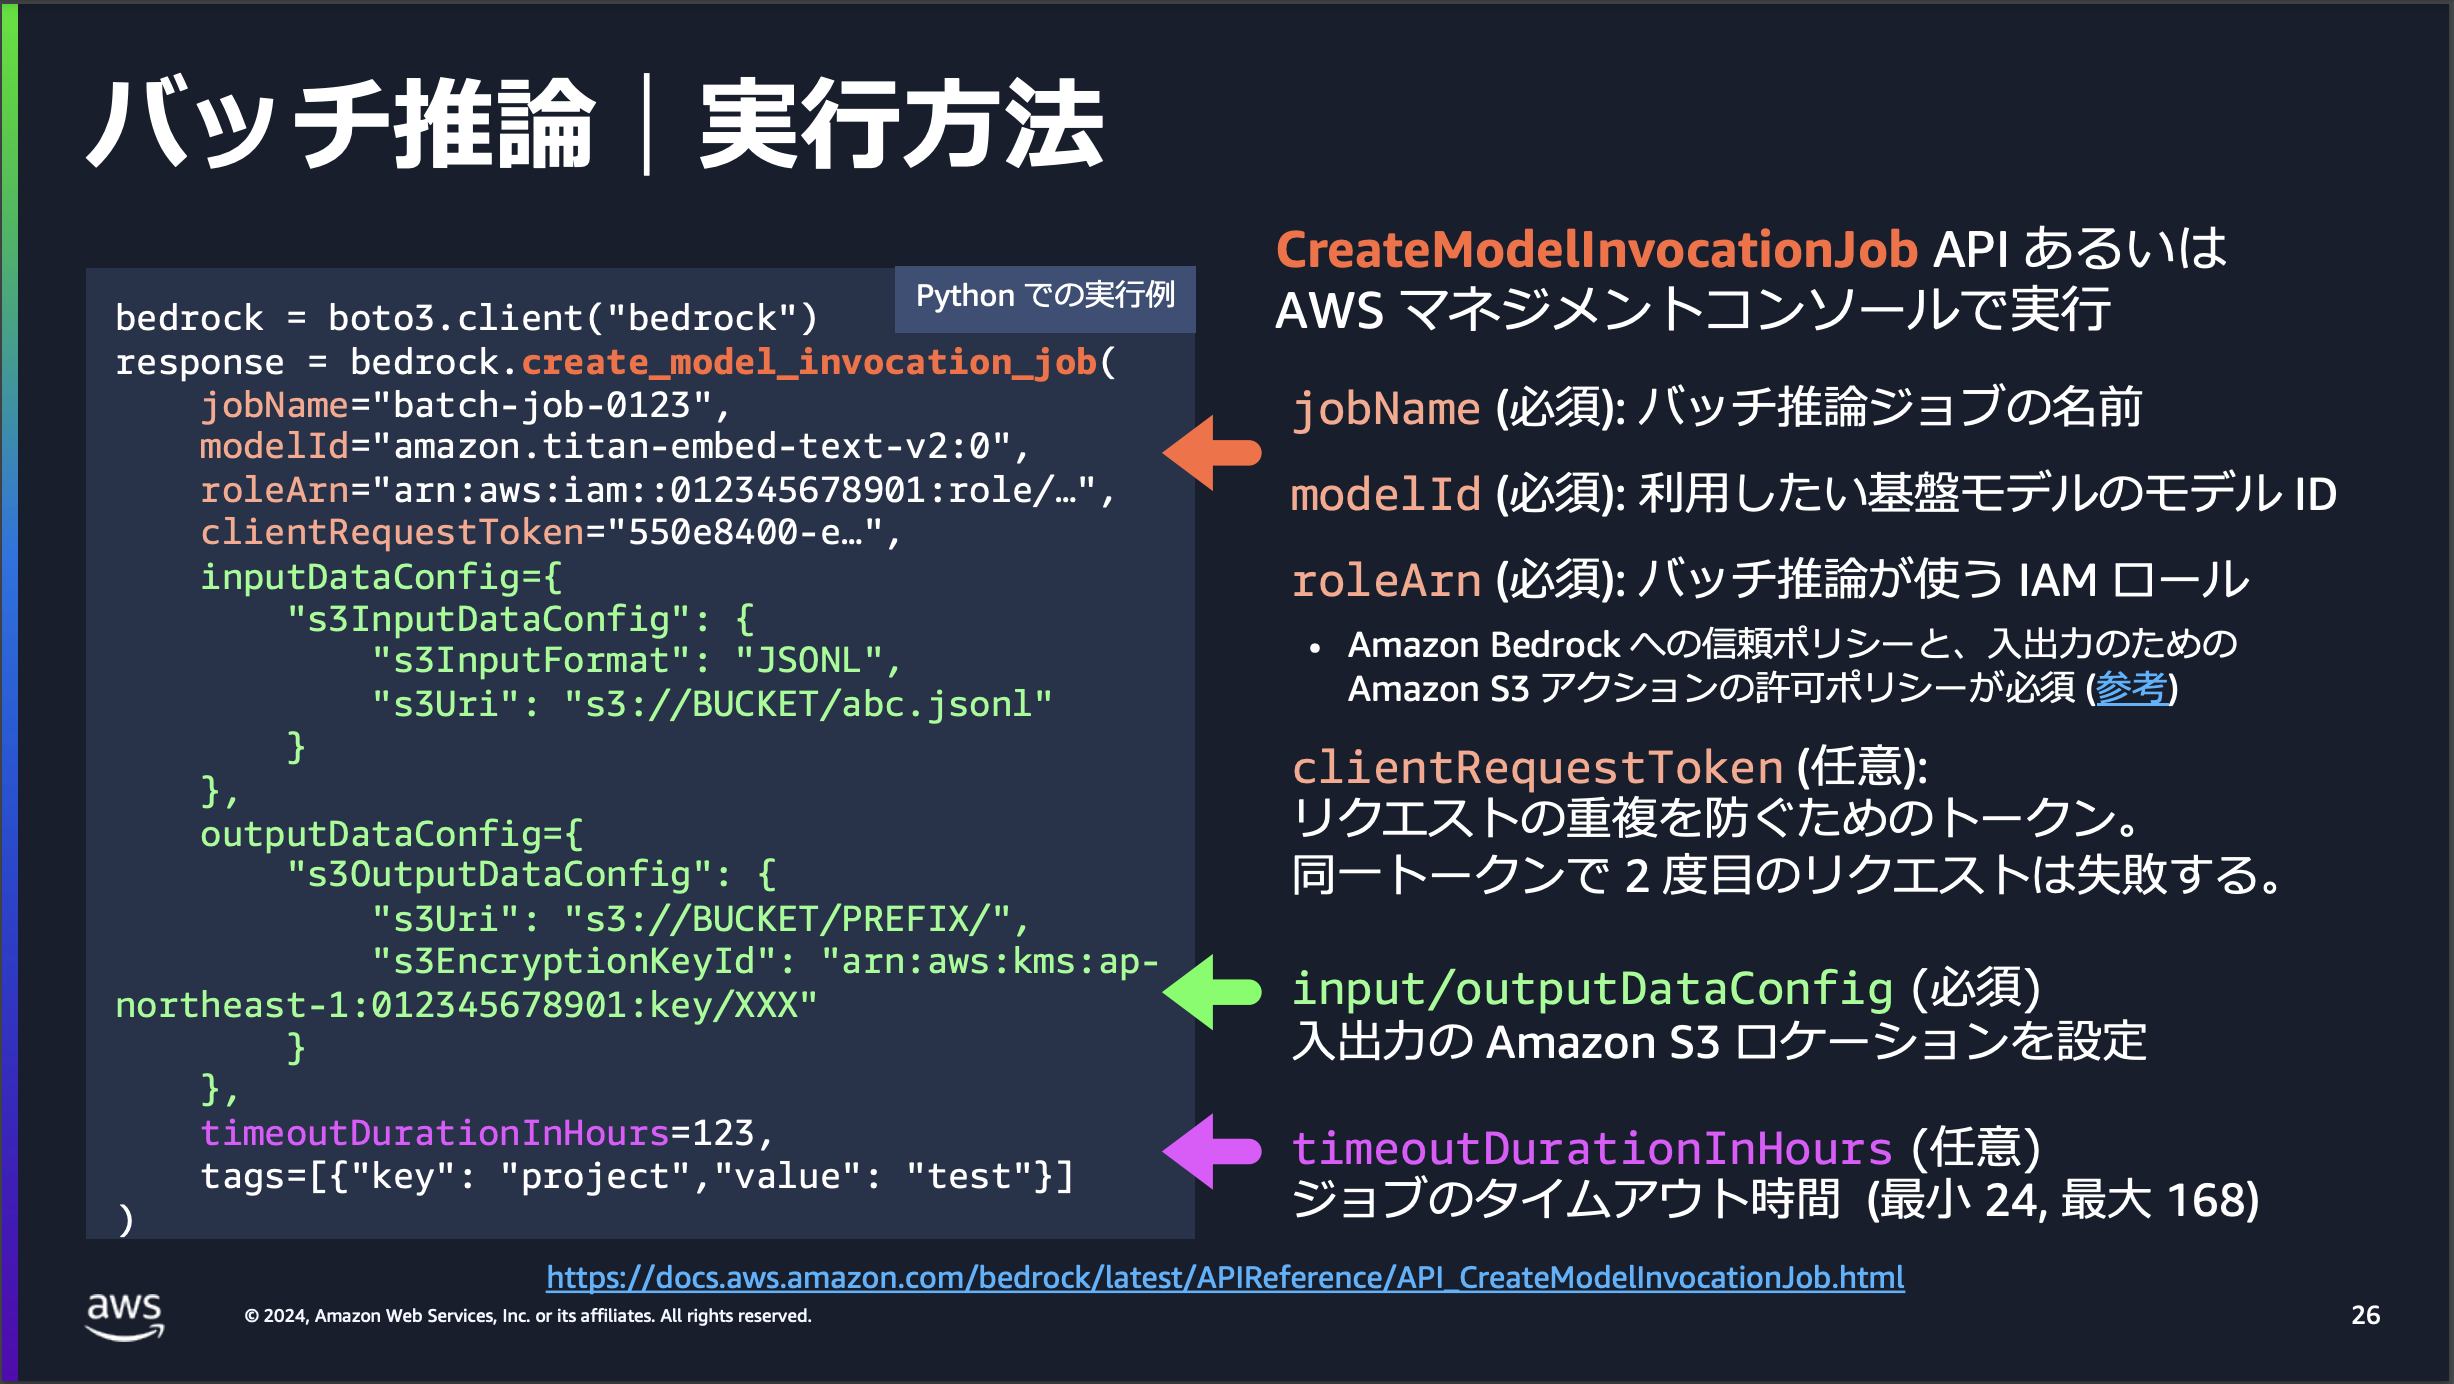 バッチ推論｜実行方法
Python での実行例
bedrock = boto3.client("bedrock")
response = bedrock.create_model_invocation_job(
    jobName="batch-job-0123",
    modelId="amazon.titan-embed-text-v2:0",
    roleArn="arn:aws:iam::012345678901:role/…",
    clientRequestToken="550e8400-e…",
    inputDataConfig={
        "s3InputDataConfig": {
            "s3InputFormat": "JSONL",
            "s3Uri": "s3://BUCKET/abc.jsonl"
        }
    },
    outputDataConfig={
        "s3OutputDataConfig": {
            "s3Uri": "s3://BUCKET/PREFIX/",
            "s3EncryptionKeyId": "arn:aws:kms:ap-
northeast-1:012345678901:key/XXX"
        }
    },
    timeoutDurationInHours=123,
    tags=[{"key": "project","value": "test"}]
)
CreateModelInvocationJob API あるいは
AWS マネジメントコンソールで実行
jobName (必須): バッチ推論ジョブの名前
modelId (必須): 利用したい基盤モデルのモデル ID
roleArn (必須): バッチ推論が使う IAM ロール
• Amazon Bedrock への信頼ポリシーと、入出力のための
Amazon S3 アクションの許可ポリシーが必須 (参考)
clientRequestToken (任意):
リクエストの重複を防ぐためのトークン。
同一トークンで 2 度目のリクエストは失敗する。
input/outputDataConfig (必須)
入出力の Amazon S3 ロケーションを設定
timeoutDurationInHours (任意)
ジョブのタイムアウト時間 (最小 24, 最大 168)
https://docs.aws.amazon.com/bedrock/latest/APIReference/API_CreateModelInvocationJob.html
aws
© 2024, Amazon Web Services, Inc. or its affiliates. All rights reserved.
26